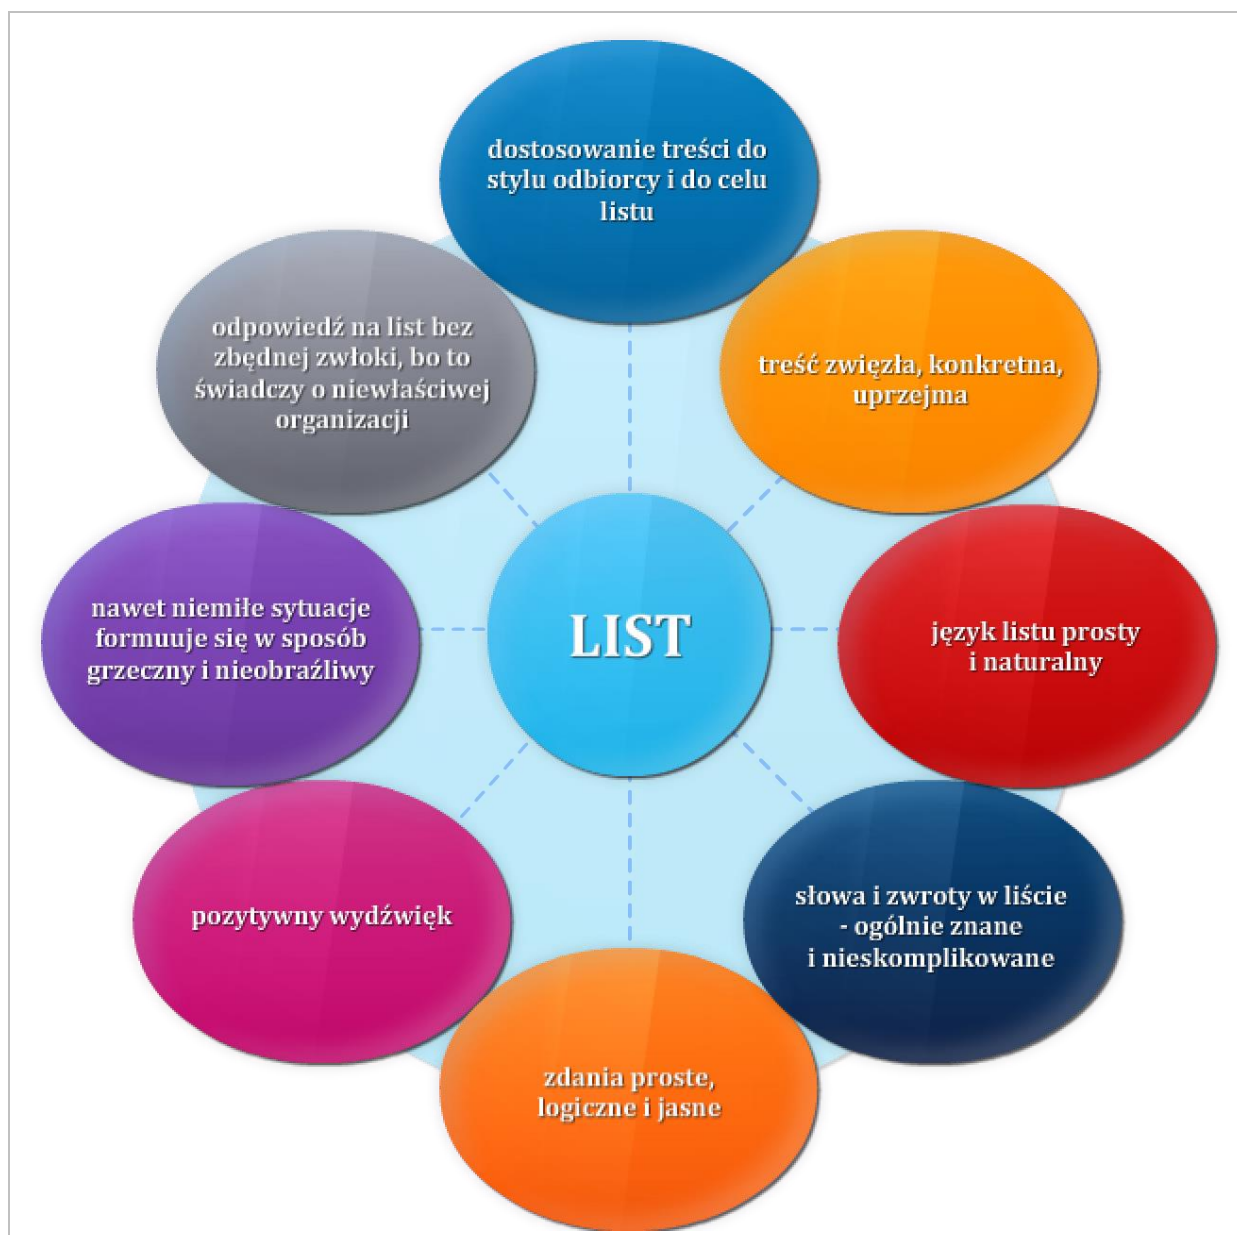 dostosowanie treści do
stylu odbiorcy i do celu
listu
treść zwięzła, konkretna,
uprzejma
język listu prosty
i naturalny
słowa i zwroty w liście
- ogólnie znane
i nieskomplikowane
zdania proste,
logiczne i jasne
pozytywny wydźwięk
nawet niemiłe sytuacje
formuuje się w sposób
grzeczny i nieobraźliwy
odpowiedź na list bez
zbędnej zwłoki, bo to
świadczy o niewłaściwej
organizacji
LIST